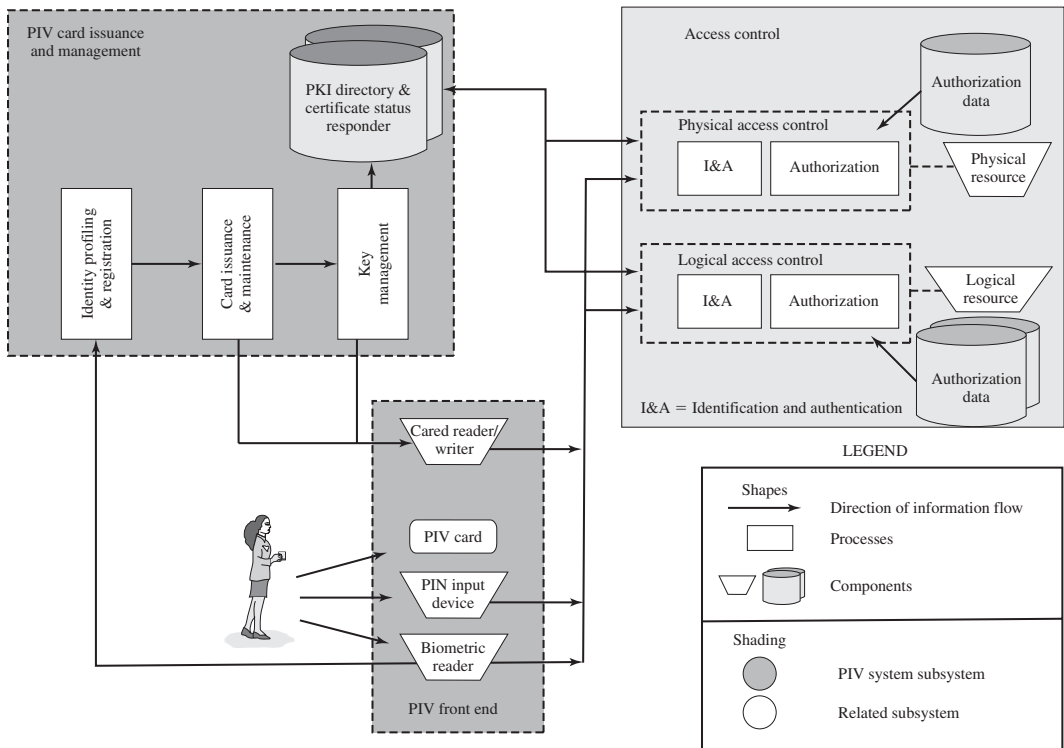 PIV card issuance
and management
PKI directory &
certificate status
responder
Identity profiling
& registration
Card issuance
& maintenance
Key
management
Access control
Authorization
data
Physical access control
I&A
Authorization
Physical
resource
Logical access control
I&A
Authorization
Logical
resource
Authorization
data
I&A = Identification and authentication
Cared reader/
writer
PIV card
PIN input
device
Biometric
reader
PIV front end
LEGEND
Shapes
Direction of information flow
Processes
Components
Shading
PIV system subsystem
Related subsystem